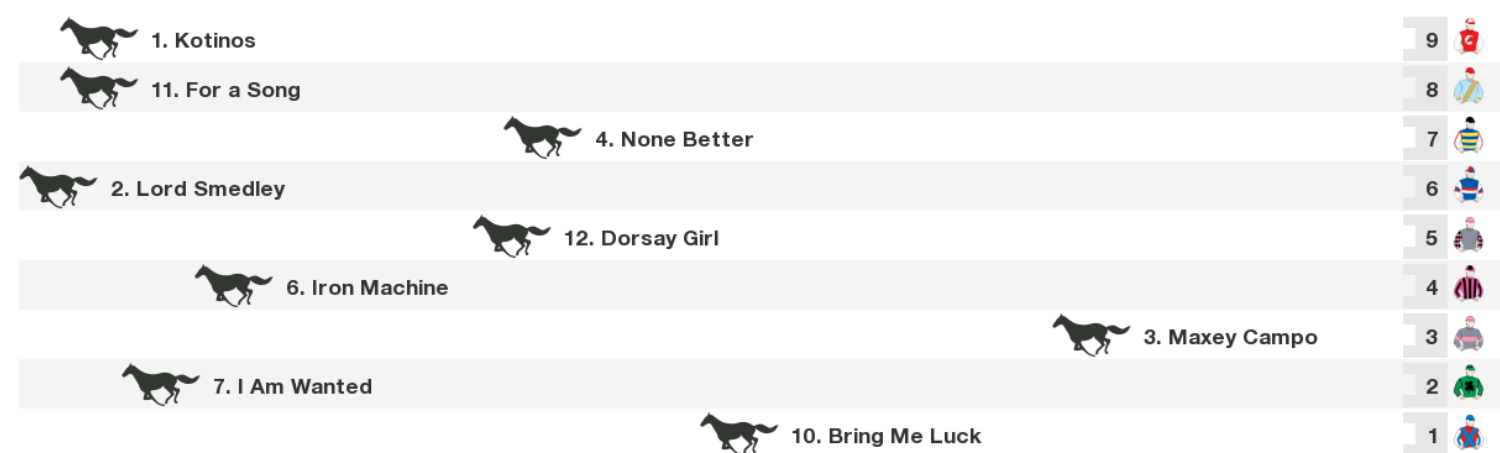 1. Kotinos 9
11. For a Song 8
4. None Better 7
2. Lord Smedley 6
12. Dorsay Girl 5
6. Iron Machine 4
3. Maxey Campo 3
7. I Am Wanted 2
10. Bring Me Luck 1